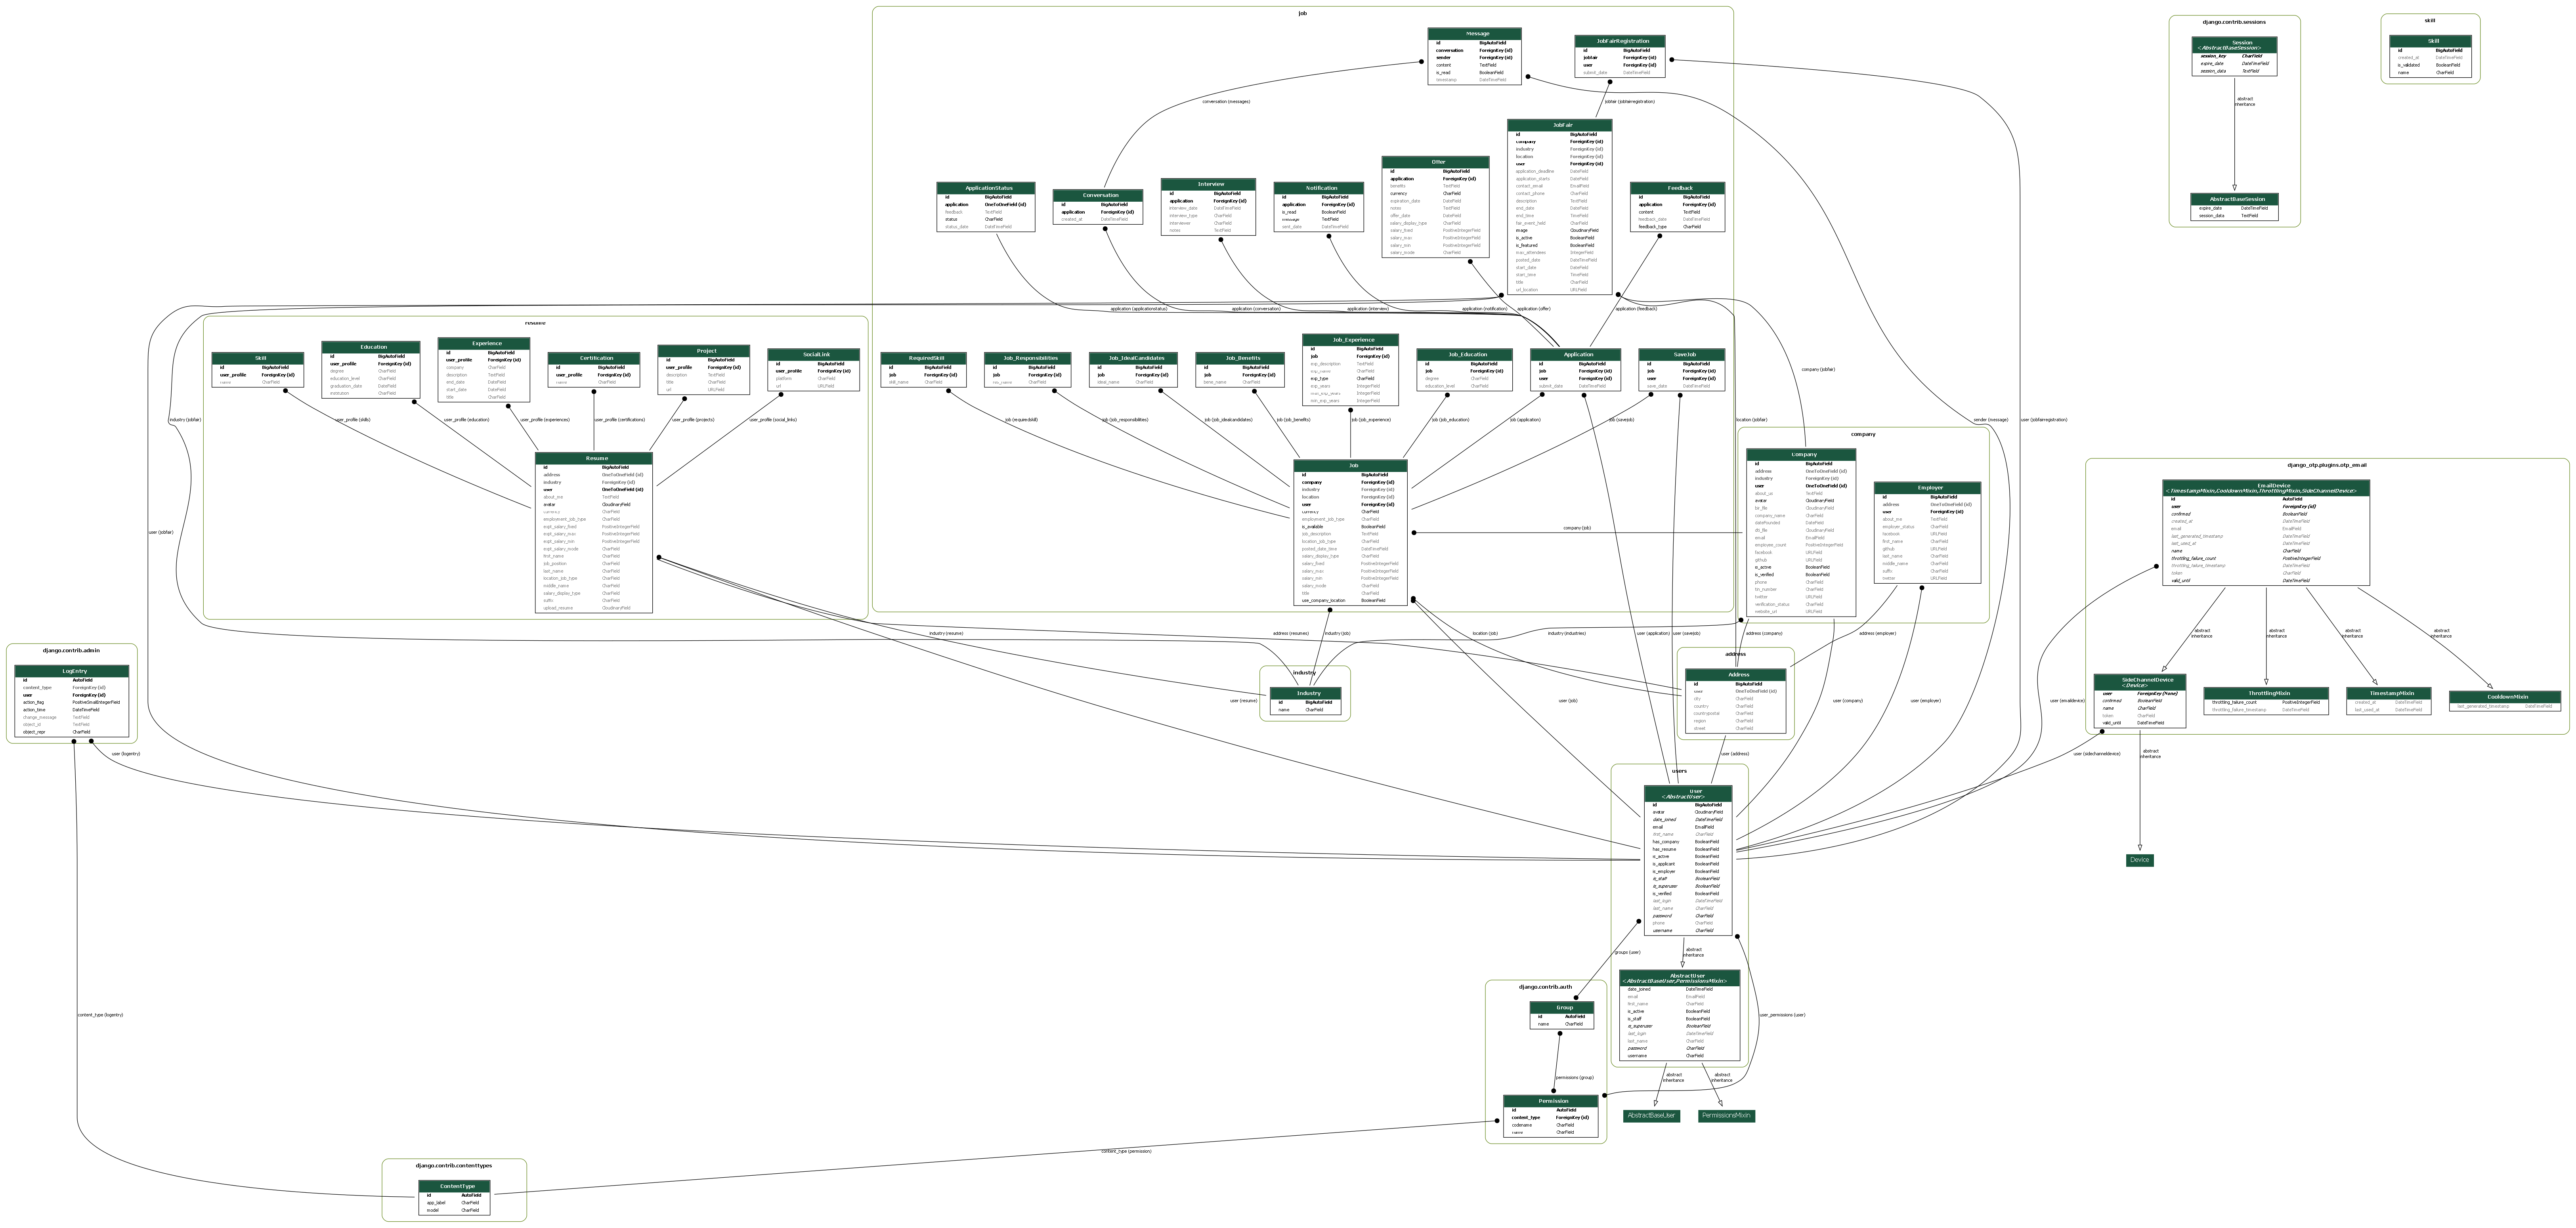 job
django.contrib.sessions
skill
Message
id BigAutoField
conversation ForeignKey (id)
sender ForeignKey (id)
content TextField
is_read BooleanField
timestamp DateTimeField
JobFairRegistration
id BigAutoField
jobfair ForeignKey (id)
user ForeignKey (id)
submit_date DateTimeField
Session
<AbstractBaseSession>
session_key CharField
expire_date DateTimeField
session_data TextField
Skill
id BigAutoField
created_at DateTimeField
is_validated BooleanField
name CharField
conversation (messages)
jobfair (jobfairregistration)
abstract
inheritance
AbstractBaseSession
expire_date DateTimeField
session_data TextField
JobFair
id BigAutoField
company ForeignKey (id)
industry ForeignKey (id)
location ForeignKey (id)
user ForeignKey (id)
application_deadline DateField
application_starts DateField
contact_email EmailField
contact_phone CharField
description TextField
end_date DateField
end_time TimeField
fair_event_held CharField
image CloudinaryField
is_active BooleanField
is_featured BooleanField
max_attendees IntegerField
posted_date DateTimeField
start_date DateField
start_time TimeField
title CharField
url_location URLField
ApplicationStatus
id BigAutoField
application OneToOneField (id)
feedback TextField
status CharField
status_date DateTimeField
Conversation
id BigAutoField
application ForeignKey (id)
created_at DateTimeField
Interview
id BigAutoField
application ForeignKey (id)
interview_date DateTimeField
interview_type CharField
interviewer CharField
notes TextField
Notification
id BigAutoField
application ForeignKey (id)
is_read BooleanField
message TextField
sent_date DateTimeField
Offer
id BigAutoField
application ForeignKey (id)
benefits TextField
currency CharField
expiration_date DateField
notes TextField
offer_date DateField
salary_display_type CharField
salary_fixed PositiveIntegerField
salary_max PositiveIntegerField
salary_min PositiveIntegerField
salary_mode CharField
Feedback
id BigAutoField
application ForeignKey (id)
content TextField
feedback_date DateTimeField
feedback_type CharField
application (applicationstatus)
application (conversation)
application (interview)
application (notification)
application (offer)
application (feedback)
resume
Skill
id BigAutoField
user_profile ForeignKey (id)
name CharField
Education
id BigAutoField
user_profile ForeignKey (id)
degree CharField
education_level CharField
graduation_date DateField
institution CharField
Experience
id BigAutoField
user_profile ForeignKey (id)
company CharField
description TextField
end_date DateField
start_date DateField
title CharField
Certification
id BigAutoField
user_profile ForeignKey (id)
name CharField
Project
id BigAutoField
user_profile ForeignKey (id)
description TextField
title CharField
url URLField
SocialLink
id BigAutoField
user_profile ForeignKey (id)
platform CharField
url URLField
RequiredSkill
id BigAutoField
job ForeignKey (id)
skill_name CharField
Job_Responsibilities
id BigAutoField
job ForeignKey (id)
res_name CharField
Job_IdealCandidates
id BigAutoField
job ForeignKey (id)
ideal_name CharField
Job_Benefits
id BigAutoField
job ForeignKey (id)
bene_name CharField
Job_Experience
id BigAutoField
job ForeignKey (id)
exp_description TextField
exp_name CharField
exp_type CharField
exp_years IntegerField
max_exp_years IntegerField
min_exp_years IntegerField
Job_Education
id BigAutoField
job ForeignKey (id)
degree CharField
education_level CharField
Application
id BigAutoField
job ForeignKey (id)
user ForeignKey (id)
submit_date DateTimeField
SaveJob
id BigAutoField
job ForeignKey (id)
user ForeignKey (id)
save_date DateTimeField
company (jobfair)
industry (jobfair)
user_profile (skills)
user_profile (education)
user_profile (experiences)
user_profile (certifications)
user_profile (projects)
user_profile (social_links)
job (requiredskill)
job (job_responsibilities)
job (job_idealcandidates)
job (job_benefits)
job (job_experience)
job (job_education)
job (application)
job (savejob)
location (jobfair)
sender (message)
user (jobfairregistration)
company
Resume
id BigAutoField
address OneToOneField (id)
industry ForeignKey (id)
user OneToOneField (id)
about_me TextField
avatar CloudinaryField
currency CharField
employment_job_type CharField
expt_salary_fixed PositiveIntegerField
expt_salary_max PositiveIntegerField
expt_salary_min PositiveIntegerField
expt_salary_mode CharField
first_name CharField
job_position CharField
last_name CharField
location_job_type CharField
middle_name CharField
salary_display_type CharField
suffix CharField
upload_resume CloudinaryField
Job
id BigAutoField
company ForeignKey (id)
industry ForeignKey (id)
location ForeignKey (id)
user ForeignKey (id)
currency CharField
employment_job_type CharField
is_available BooleanField
job_description TextField
location_job_type CharField
posted_date_time DateTimeField
salary_display_type CharField
salary_fixed PositiveIntegerField
salary_max PositiveIntegerField
salary_min PositiveIntegerField
salary_mode CharField
title CharField
use_company_location BooleanField
company (job)
Company
id BigAutoField
address OneToOneField (id)
industry ForeignKey (id)
user OneToOneField (id)
about_us TextField
avatar CloudinaryField
bir_file CloudinaryField
company_name CharField
dateFounded DateField
dti_file CloudinaryField
email EmailField
employee_count PositiveIntegerField
facebook URLField
github URLField
is_active BooleanField
is_verified BooleanField
phone CharField
tin_number CharField
twitter URLField
verification_status CharField
website_url URLField
Employer
id BigAutoField
address OneToOneField (id)
user ForeignKey (id)
about_me TextField
employer_status CharField
facebook URLField
first_name CharField
github URLField
last_name CharField
middle_name CharField
suffix CharField
twitter URLField
django_otp.plugins.otp_email
EmailDevice
<TimestampMixin,CooldownMixin,ThrottlingMixin,SideChannelDevice>
id AutoField
user ForeignKey (id)
confirmed BooleanField
created_at DateTimeField
email EmailField
last_generated_timestamp DateTimeField
last_used_at DateTimeField
name CharField
throttling_failure_count PositiveIntegerField
throttling_failure_timestamp DateTimeField
token CharField
valid_until DateTimeField
user (jobfair)
industry (resume)
address (resumes)
industry (job)
location (job)
industry (industries)
user (application)
user (savejob)
address (company)
address (employer)
abstract
inheritance
abstract
inheritance
abstract
inheritance
abstract
inheritance
django.contrib.admin
LogEntry
id AutoField
content_type ForeignKey (id)
user ForeignKey (id)
action_flag PositiveSmallIntegerField
action_time DateTimeField
change_message TextField
object_id TextField
object_repr CharField
industry
Industry
id BigAutoField
name CharField
address
Address
id BigAutoField
user OneToOneField (id)
city CharField
country CharField
countrypostal CharField
region CharField
street CharField
SideChannelDevice
<Device>
user ForeignKey (None)
confirmed BooleanField
name CharField
token CharField
valid_until DateTimeField
ThrottlingMixin
throttling_failure_count PositiveIntegerField
throttling_failure_timestamp DateTimeField
TimestampMixin
created_at DateTimeField
last_used_at DateTimeField
CooldownMixin
last_generated_timestamp DateTimeField
user (resume)
user (job)
user (company)
user (employer)
user (emaildevice)
user (logentry)
user (address)
user (sidechanneldevice)
abstract
inheritance
users
User
<AbstractUser>
id BigAutoField
avatar CloudinaryField
date_joined DateTimeField
email EmailField
first_name CharField
has_company BooleanField
has_resume BooleanField
is_active BooleanField
is_applicant BooleanField
is_employer BooleanField
is_staff BooleanField
is_superuser BooleanField
is_verified BooleanField
last_login DateTimeField
last_name CharField
password CharField
phone CharField
username CharField
Device
groups (user)
abstract
inheritance
AbstractUser
<AbstractBaseUser,PermissionsMixin>
date_joined DateTimeField
email EmailField
first_name CharField
is_active BooleanField
is_staff BooleanField
is_superuser BooleanField
last_login DateTimeField
last_name CharField
password CharField
username CharField
django.contrib.auth
Group
id AutoField
name CharField
content_type (logentry)
user_permissions (user)
permissions (group)
abstract
inheritance
abstract
inheritance
Permission
id AutoField
content_type ForeignKey (id)
codename CharField
name CharField
AbstractBaseUser
PermissionsMixin
content_type (permission)
django.contrib.contenttypes
ContentType
id AutoField
app_label CharField
model CharField